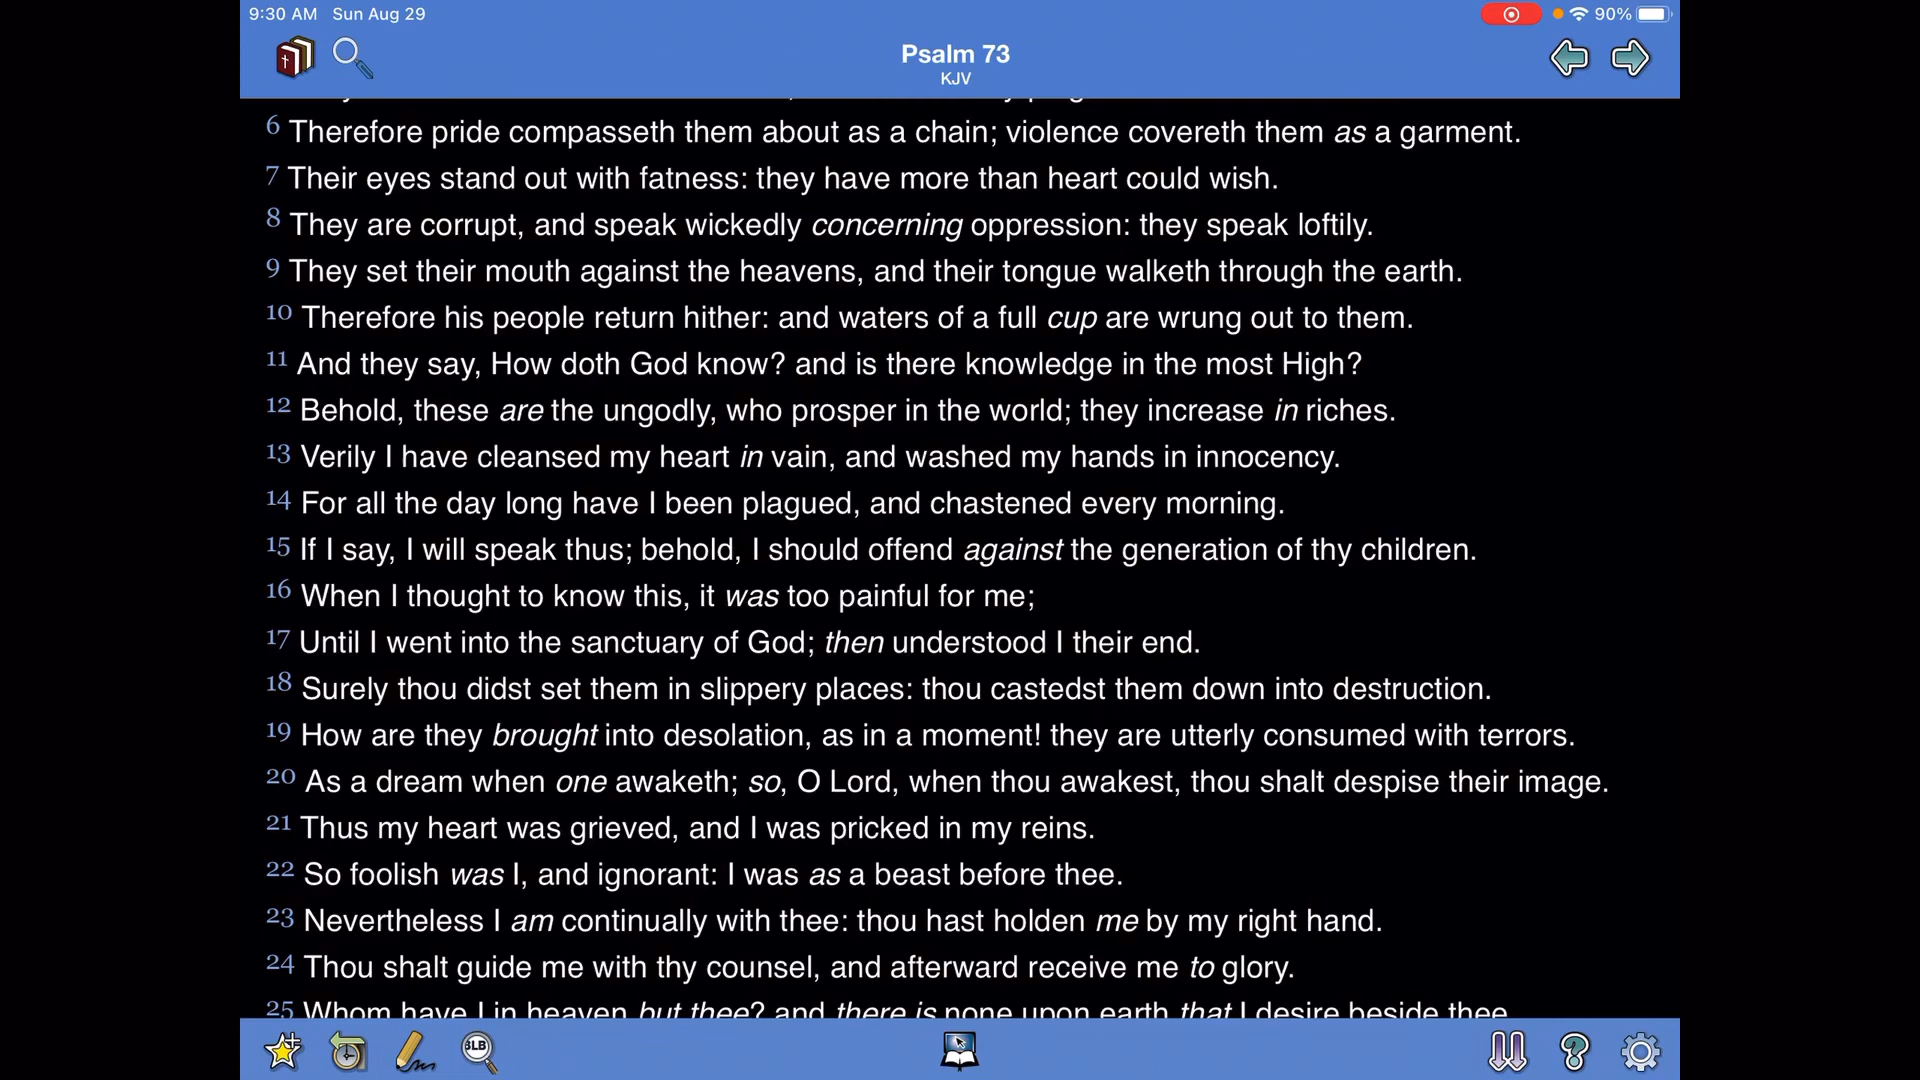 9:30 AM Sun Aug 29
90%
Psalm 73
KJV
6 Therefore pride compasseth them about as a chain; violence covereth them as a garment.
7 Their eyes stand out with fatness: they have more than heart could wish.
8 They are corrupt, and speak wickedly concerning oppression: they speak loftily.
9 They set their mouth against the heavens, and their tongue walketh through the earth.
10 Therefore his people return hither: and waters of a full cup are wrung out to them.
11 And they say, How doth God know? and is there knowledge in the most High?
12 Behold, these are the ungodly, who prosper in the world; they increase in riches.
13 Verily I have cleansed my heart in vain, and washed my hands in innocency.
14 For all the day long have I been plagued, and chastened every morning.
15 If I say, I will speak thus; behold, I should offend against the generation of thy children.
16 When I thought to know this, it was too painful for me;
17 Until I went into the sanctuary of God; then understood I their end.
18 Surely thou didst set them in slippery places: thou castedst them down into destruction.
19 How are they brought into desolation, as in a moment! they are utterly consumed with terrors.
20 As a dream when one awaketh; so, O Lord, when thou awakest, thou shalt despise their image.
21 Thus my heart was grieved, and I was pricked in my reins.
22 So foolish was I, and ignorant: I was as a beast before thee.
23 Nevertheless I am continually with thee: thou hast holden me by my right hand.
24 Thou shalt guide me with thy counsel, and afterward receive me to glory.
25 Whom have I in heaven but thee? and there is none upon earth that I desire beside thee
BLB